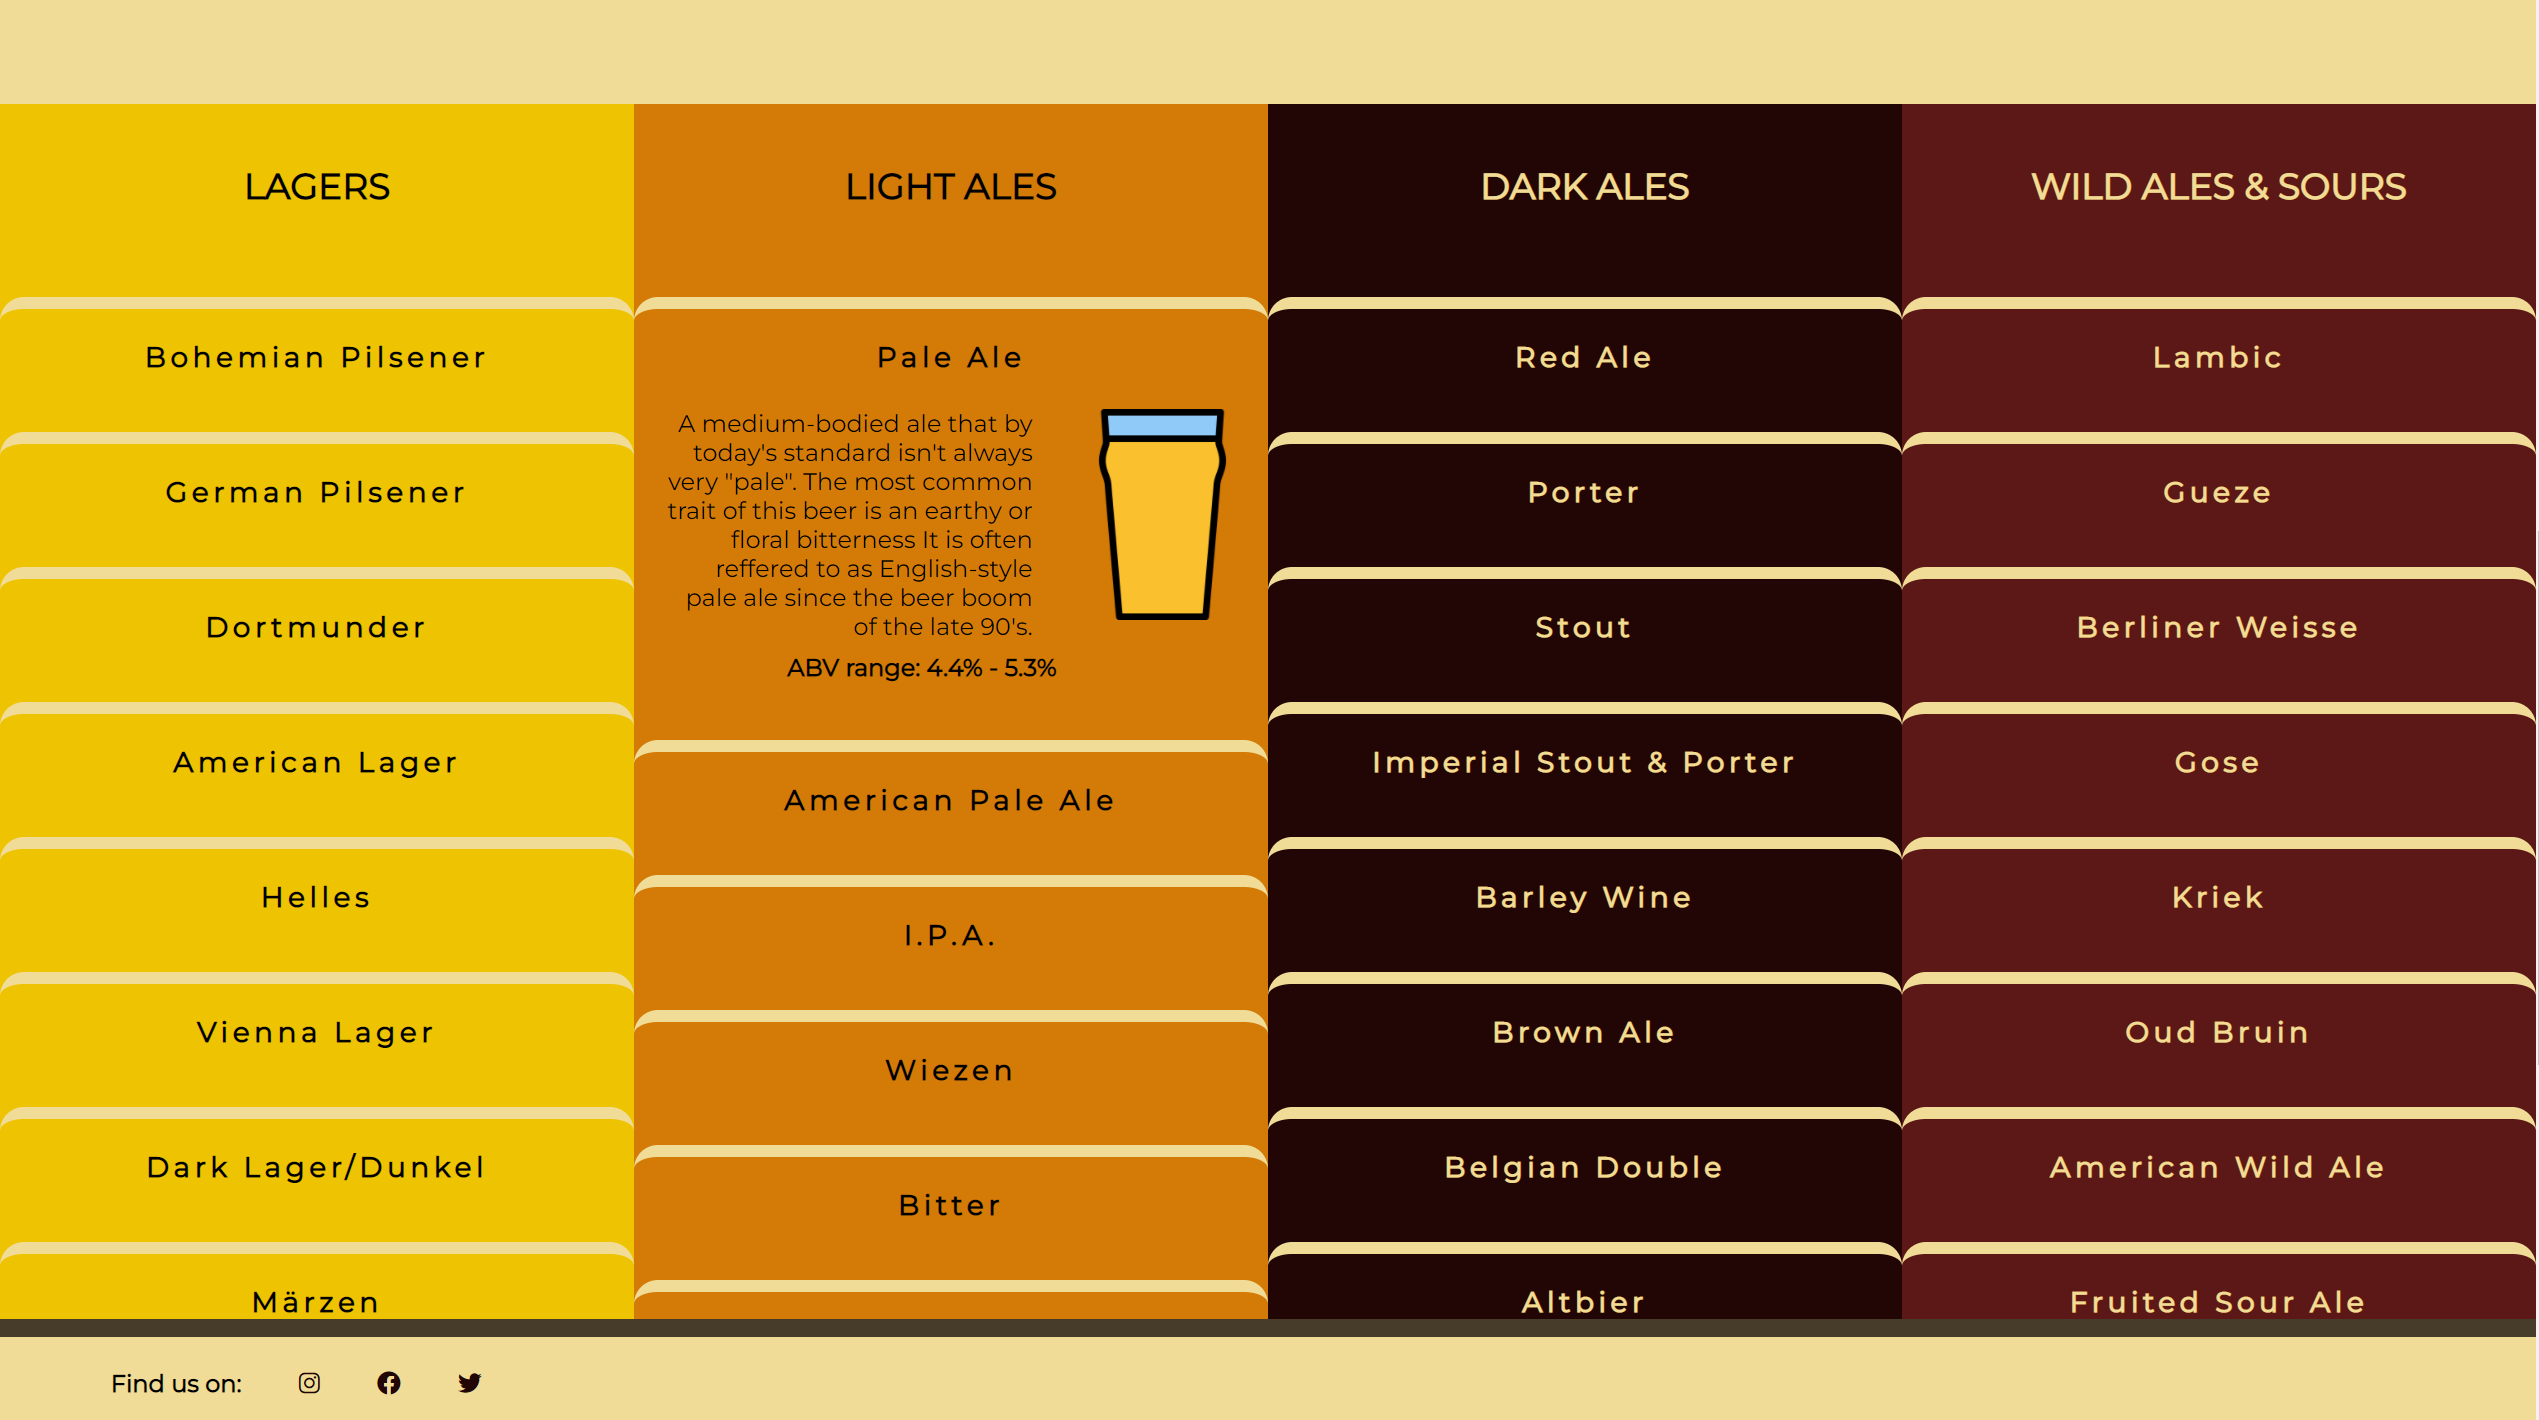 LAGERS
Bohemian Pilsener
German Pilsener
Dortmunder
American Lager
Helles
Vienna Lager
Dark Lager/Dunkel
Märzen
LIGHT ALES
Pale Ale
A medium-bodied ale that by
today's standard isn't always
very "pale". The most common
trait of this beer is an earthy or
floral bitterness It is often
reffered to as English-style
pale ale since the beer boom
of the late 90's.
ABV range: 4.4% - 5.3%
American Pale Ale
I.P.A.
Wiezen
Bitter
DARK ALES
Red Ale
Porter
Stout
Imperial Stout & Porter
Barley Wine
Brown Ale
Belgian Double
Altbier
WILD ALES & SOURS
Lambic
Gueze
Berliner Weisse
Gose
Kriek
Oud Bruin
American Wild Ale
Fruited Sour Ale
Find us on: